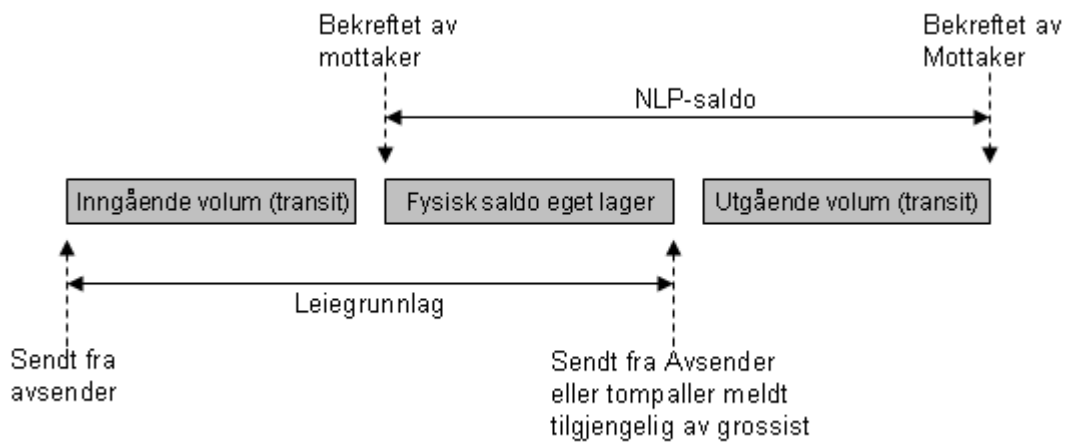 Bekreftet av
mottaker
Bekreftet av
Mottaker
NLP-saldo
Inngående volum (transit)
Fysisk saldo eget lager
Utgående volum (transit)
Leiegrunnlag
Sendt fra
avsender
Sendt fra Avsender
eller tompaller meldt
tilgjengelig av grossist